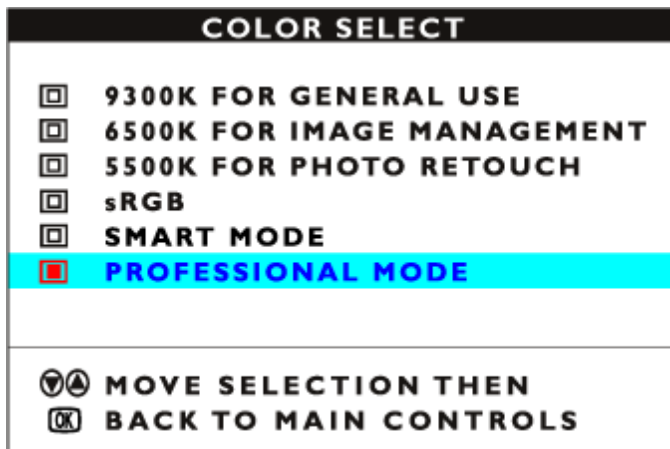 COLOR SELECT
9300K FOR GENERAL USE
6500K FOR IMAGE MANAGEMENT
5500K FOR PHOTO RETOUCH
sRGB
SMART MODE
PROFESSIONAL MODE
MOVE SELECTION THEN
OK BACK TO MAIN CONTROLS